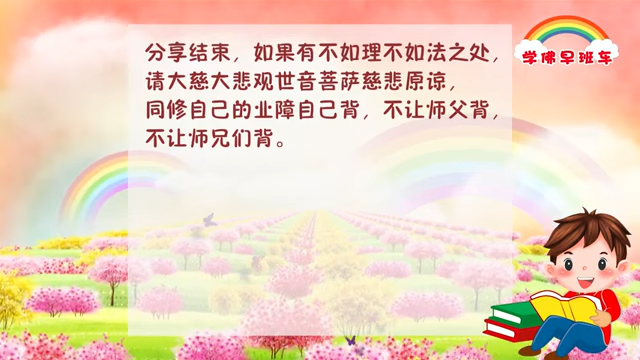 学佛早班车
分享结束，如果有不如理不如法之处，
请大慈大悲观世音菩萨慈悲原谅，
同修自己的业障自己背，不让师父背，
不让师兄们背。